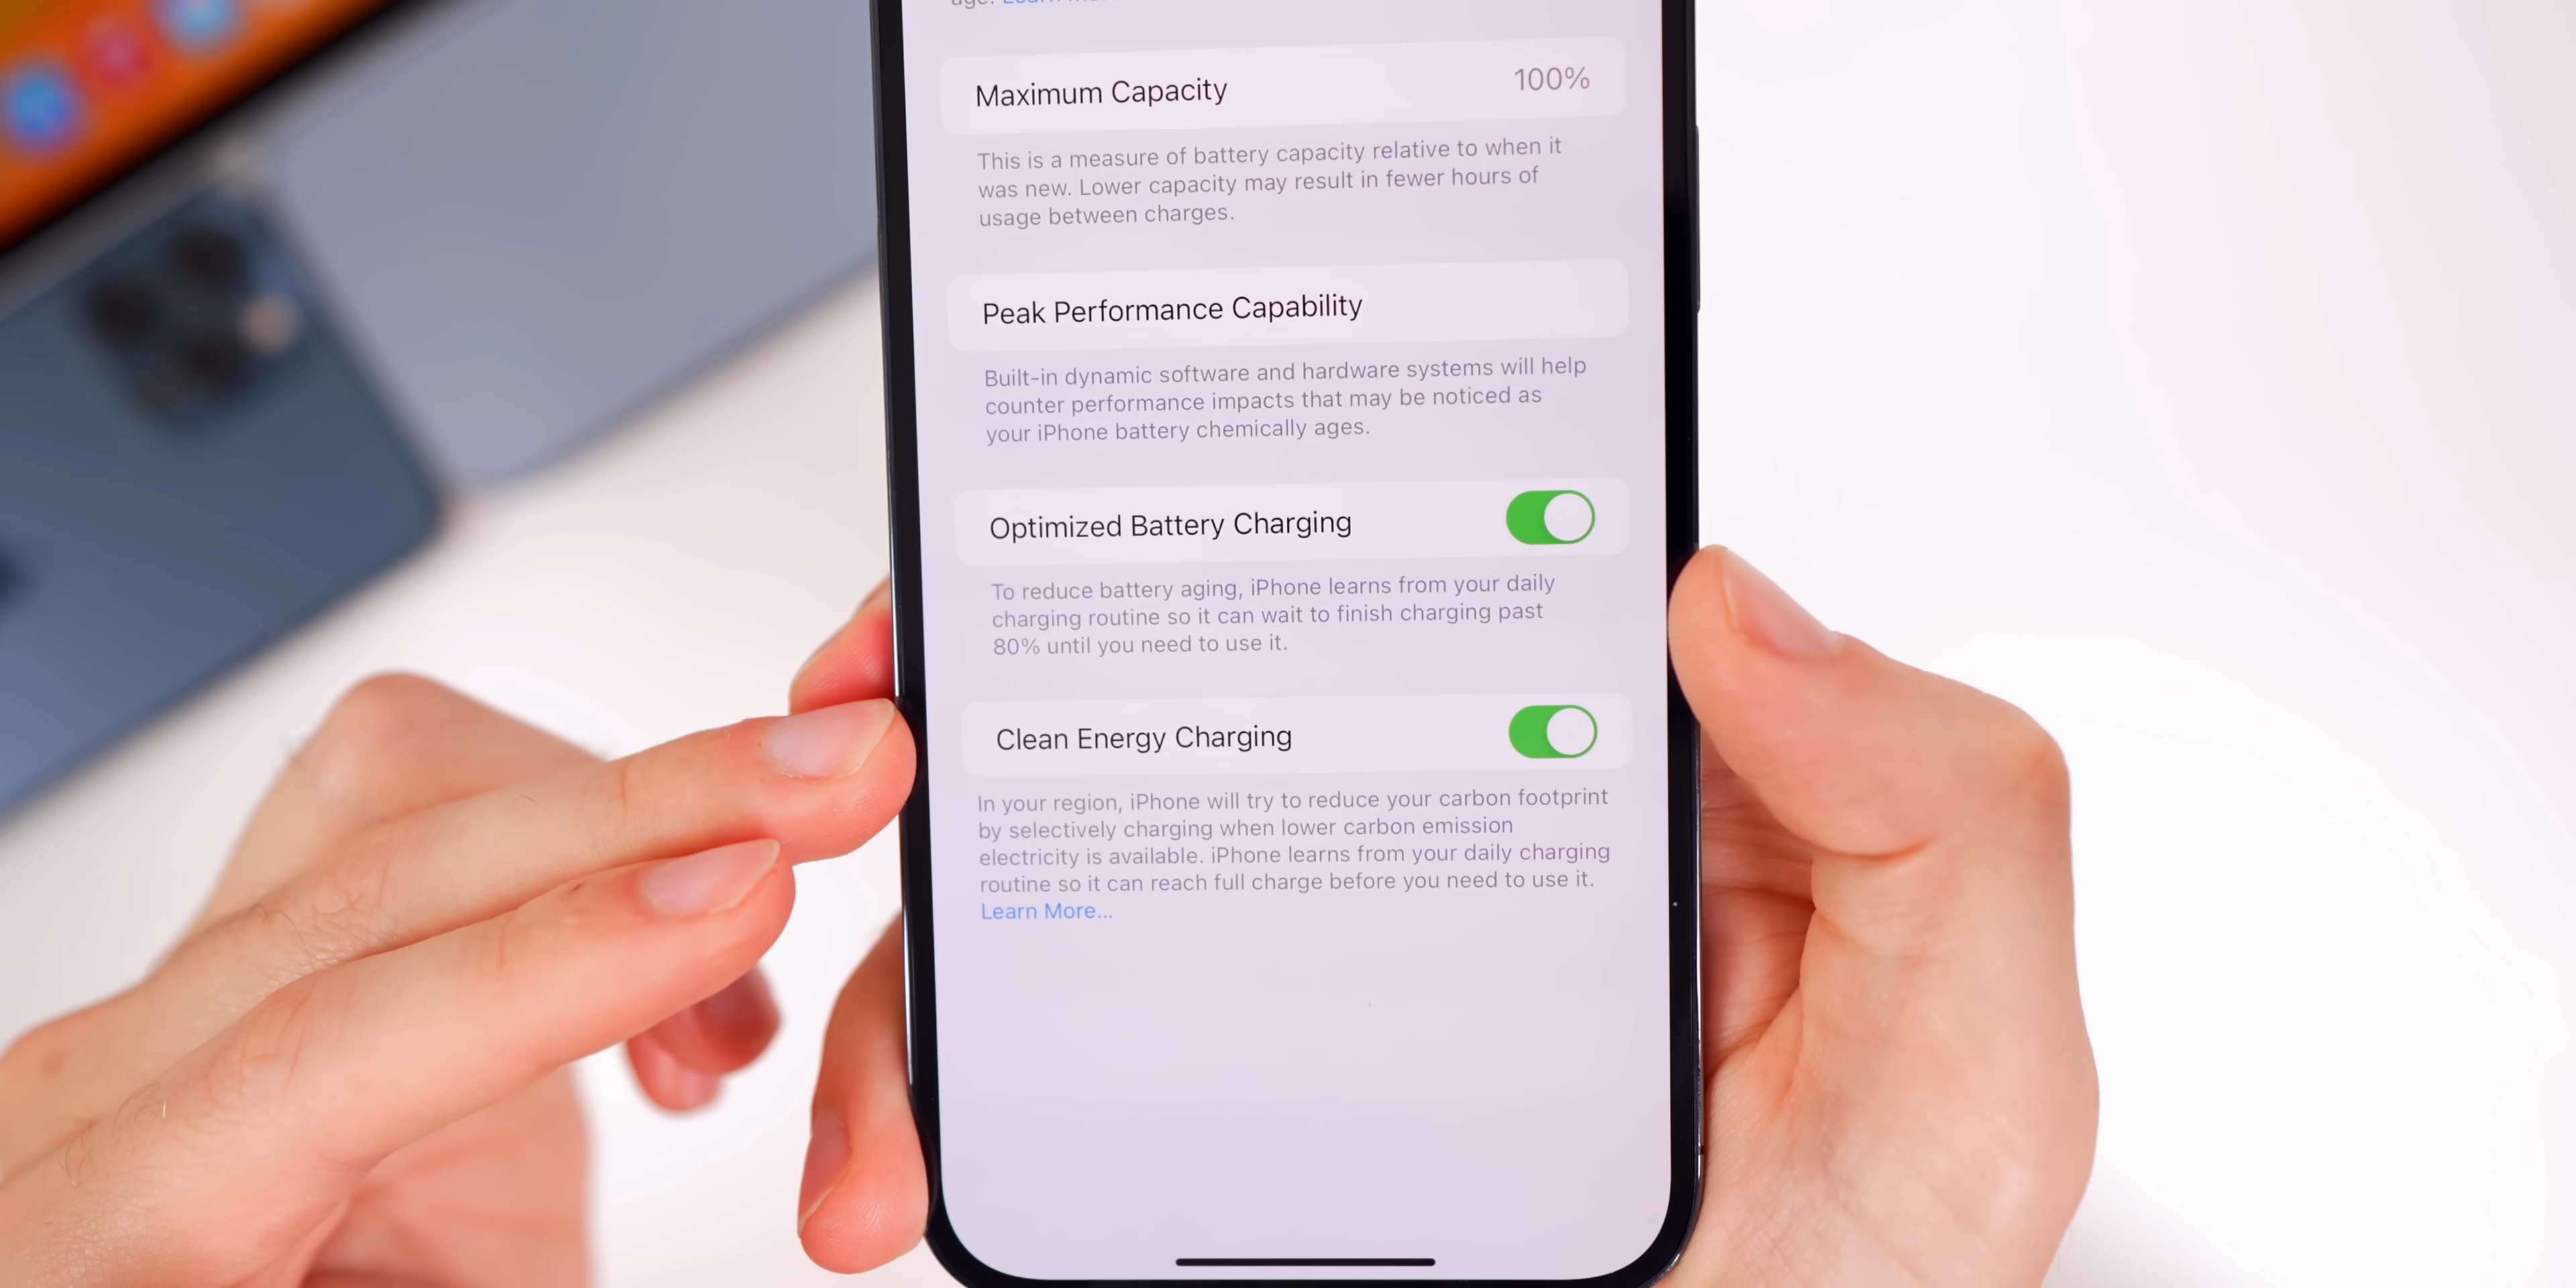 age. Learn more
Maximum Capacity 100%
This is a measure of battery capacity relative to when it
was new. Lower capacity may result in fewer hours of
usage between charges.
Peak Performance Capability
Built-in dynamic software and hardware systems will help
counter performance impacts that may be noticed as
your iPhone battery chemically ages.
Optimized Battery Charging
To reduce battery aging, iPhone learns from your daily
charging routine so it can wait to finish charging past
80% until you need to use it.
Clean Energy Charging
In your region, iPhone will try to reduce your carbon footprint
by selectively charging when lower carbon emission
electricity is available. iPhone learns from your daily charging
routine so it can reach full charge before you need to use it.
Learn More...